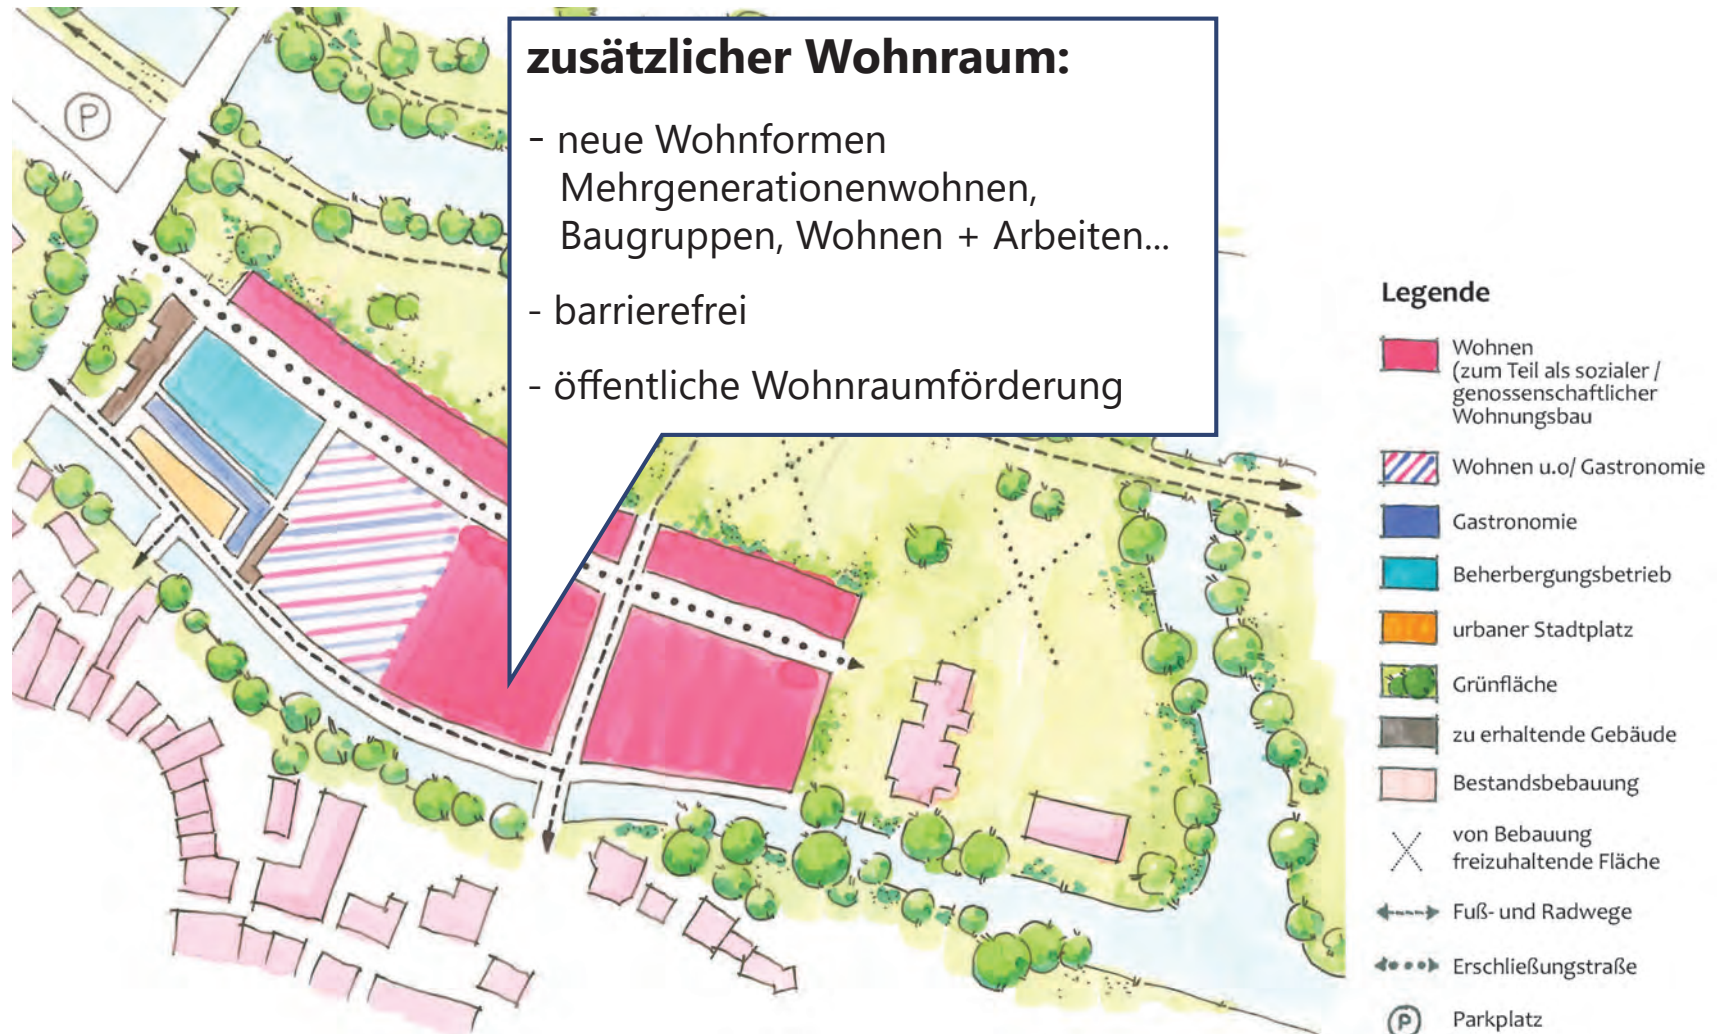 zusätzlicher Wohnraum:
- neue Wohnformen
Mehrgenerationenwohnen,
Baugruppen, Wohnen + Arbeiten...
- barrierefrei
- öffentliche Wohnraumförderung
P
Legende
Wohnen
(zum Teil als sozialer /
genossenschaftlicher
Wohnungsbau
Wohnen u.o/ Gastronomie
Gastronomie
Beherbergungsbetrieb
urbaner Stadtplatz
Grünfläche
zu erhaltende Gebäude
Bestandsbebauung
von Bebauung
freizuhaltende Fläche
Fuß- und Radwege
Erschließungstraße
P Parkplatz